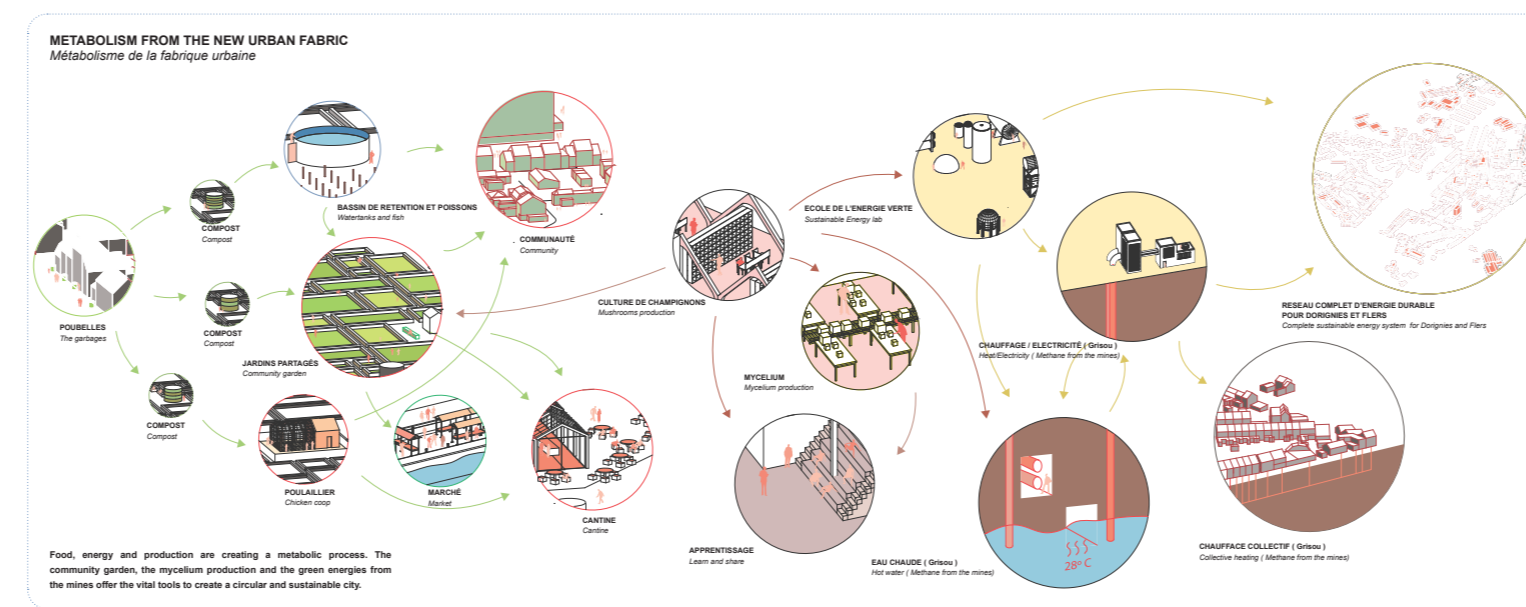 METABOLISM FROM THE NEW URBAN FABRIC
Métabolisme de la fabrique urbaine
POUBELLES
The garbages
COMPOST
Compost
COMPOST
Compost
COMPOST
Compost
BASSIN DE RETENTION ET POISSONS
Watertanks and fish
JARDINS PARTAGÉS
Community garden
POULAILLIER
Chicken coop
COMMUNAUTÉ
Community
MARCHÉ
Market
CANTINE
Cantine
CULTURE DE CHAMPIGNONS
Mushrooms production
MYCELIUM
Mycelium production
APPRENTISSAGE
Learn and share
ECOLE DE L'ENERGIE VERTE
Sustainable Energy lab
CHAUFFAGE / ELECTRICITÉ ( Grisou )
Heat/Electricity ( Methane from the mines)
28º C
EAU CHAUDE ( Grisou )
Hot water ( Methane from the mines)
RESEAU COMPLET D'ENERGIE DURABLE
POUR DORIGNIES ET FLERS
Complete sustainable energy system for Dorignies and Flers
CHAUFFACE COLLECTIF ( Grisou )
Collective heating ( Methane from the mines)
Food, energy and production are creating a metabolic process. The
community garden, the mycelium production and the green energies from
the mines offer the vital tools to create a circular and sustainable city.